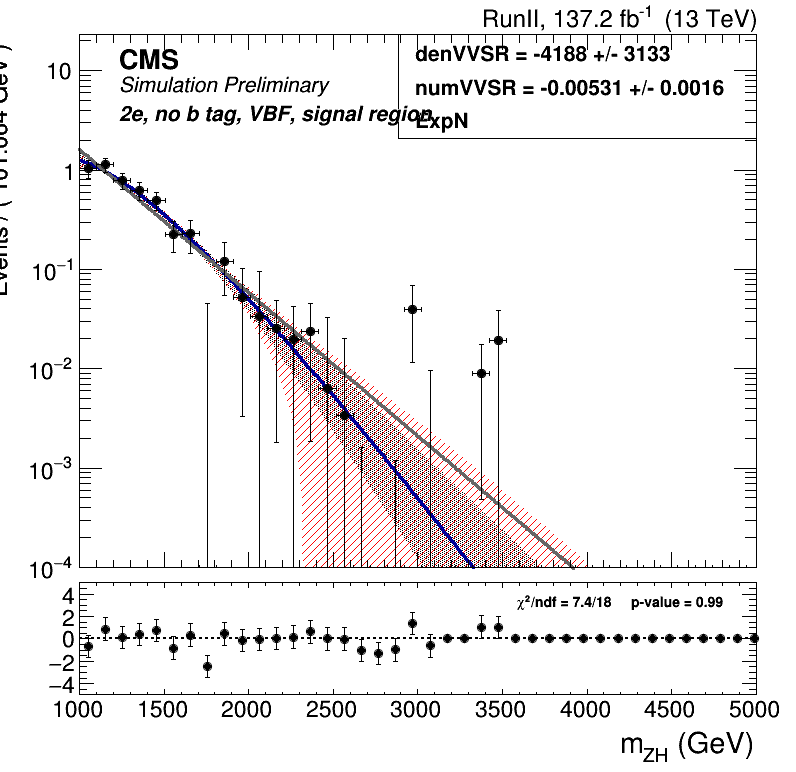 RunII, 137.2 fb⁻¹ (13 TeV)
CMS
Simulation Preliminary
2e, no b tag, VBF, signal region
denVVSR = -4188 +/- 3133
numVVSR = -0.00531 +/- 0.0016
ExpN
10
1
10⁻¹
10⁻²
10⁻³
10⁻⁴
χ²/ndf = 7.4/18 p-value = 0.99
4
2
0
−2
−4
1000 1500 2000 2500 3000 3500 4000 4500 5000
m_ZH (GeV)